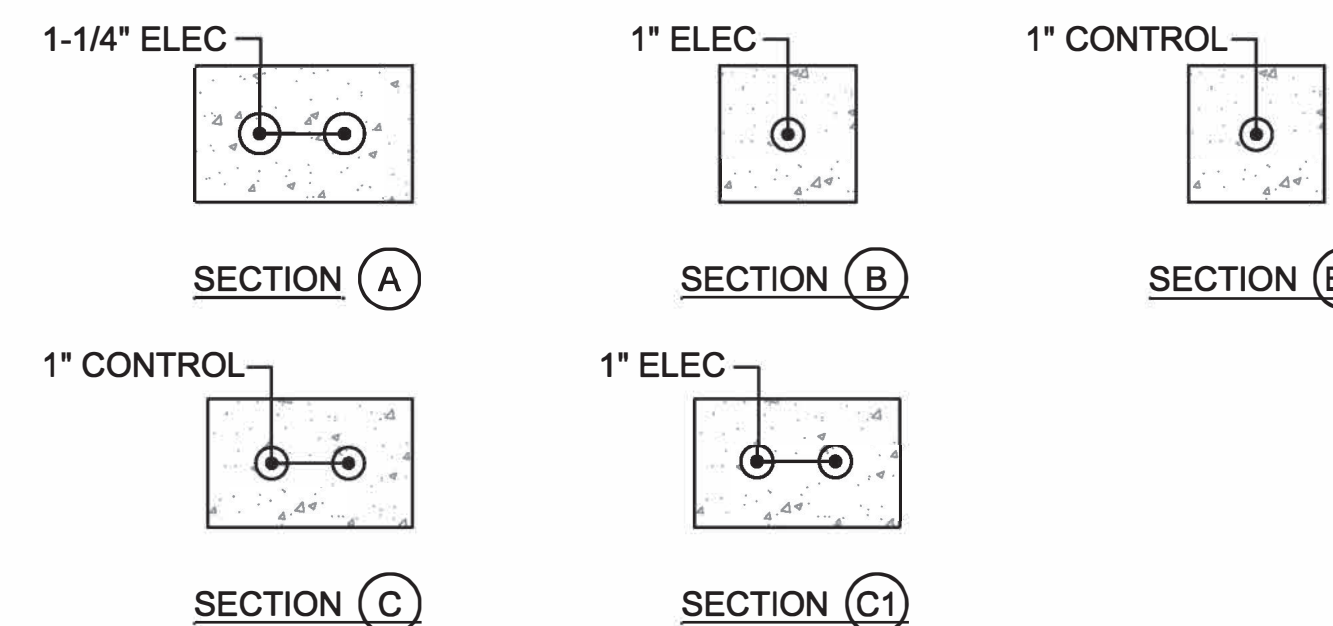 1-1/4" ELEC
1" ELEC
1" CONTROL
SECTION A
SECTION B
SECTION
1" CONTROL
1" ELEC
SECTION C
SECTION C1